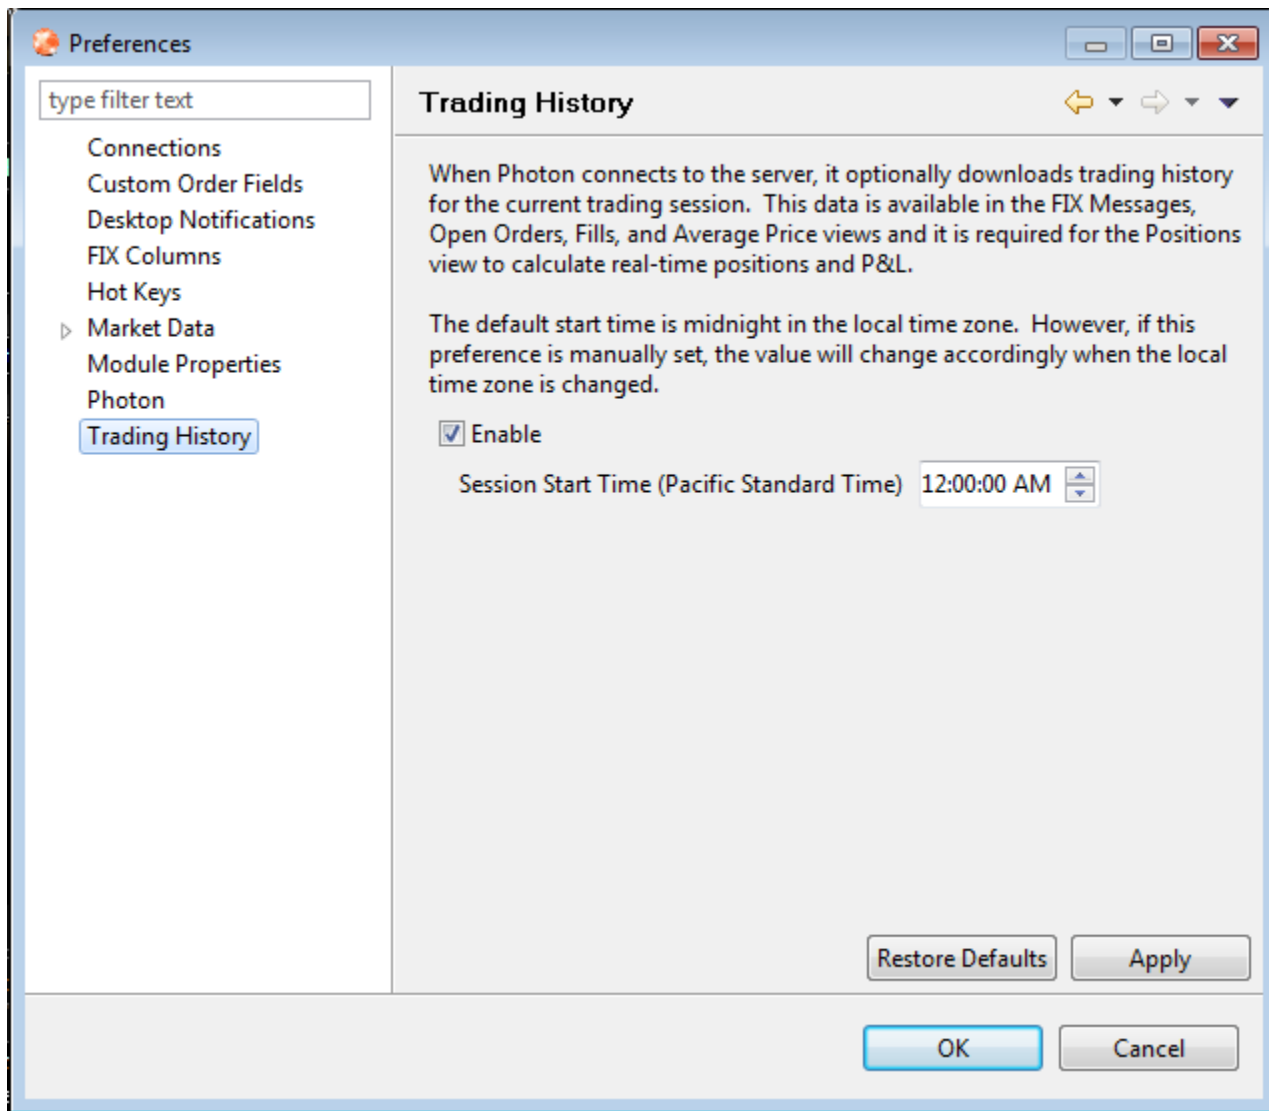 Preferences
type filter text
Connections
Custom Order Fields
Desktop Notifications
FIX Columns
Hot Keys
Market Data
Module Properties
Photon
Trading History
Trading History
When Photon connects to the server, it optionally downloads trading history
for the current trading session.  This data is available in the FIX Messages,
Open Orders, Fills, and Average Price views and it is required for the Positions
view to calculate real-time positions and P&L.
The default start time is midnight in the local time zone.  However, if this
preference is manually set, the value will change accordingly when the local
time zone is changed.
Enable
Session Start Time (Pacific Standard Time) 12:00:00 AM
Restore Defaults Apply
OK Cancel